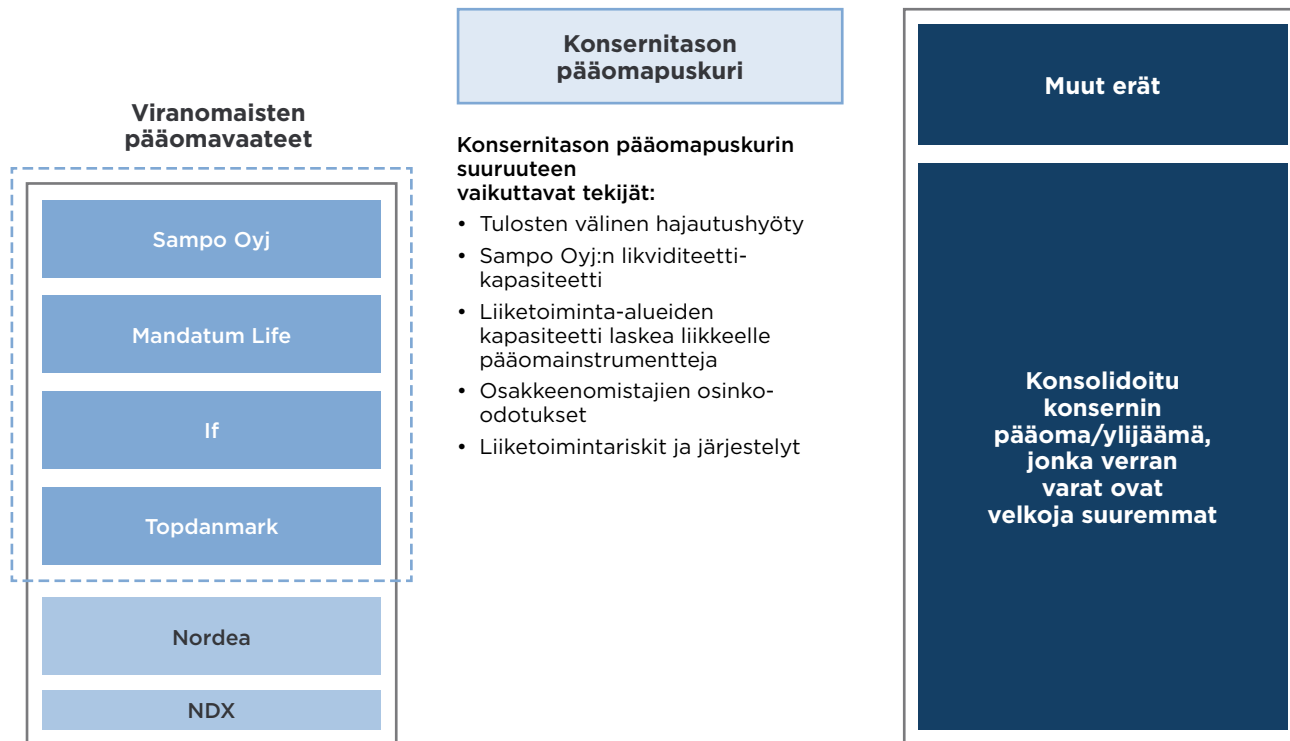 Viranomaisten
pääomavaateet
Sampo Oyj
Mandatum Life
If
Topdanmark
Nordea
NDX
Konsernitason
pääomapuskuri
Konsernitason pääomapuskurin
suuruuteen
vaikuttavat tekijät:
• Tulosten välinen hajautushyöty
• Sampo Oyj:n likviditeetti-
kapasiteetti
• Liiketoiminta-alueiden
kapasiteetti laskea liikkeelle
pääomainstrumentteja
• Osakkeenomistajien osinko-
odotukset
• Liiketoimintariskit ja järjestelyt
Muut erät
Konsolidoitu
konsernin
pääoma/ylijäämä,
jonka verran
varat ovat
velkoja suuremmat